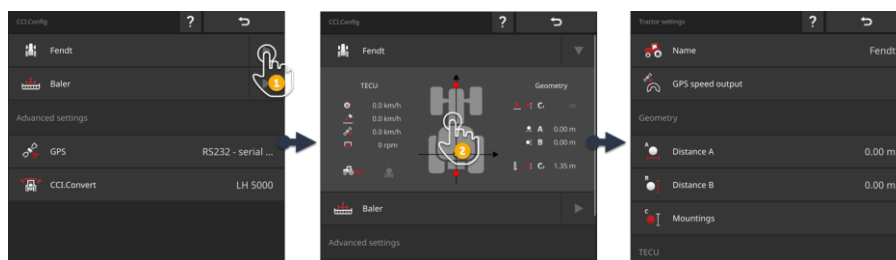 CCI.Config
?
Fendt
1
Baler
Advanced settings
GPS RS232 - serial ...
CCI.Convert LH 5000
CCI.Config
?
Fendt
TECU Geometry
0.0 km/h C. -- m
0.0 km/h
0.0 km/h A 0.00 m
0 rpm B 0.00 m
2
C. 1.35 m
Baler
Advanced settings
Tractor settings
?
Name Fendt
GPS speed output
Geometry
A
Distance A 0.00 m
B
Distance B 0.00 m
C
Mountings
TECU